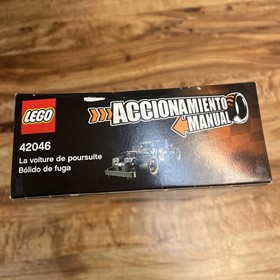 LEGO
ACCIONAMIENTO
MANUAL
42046
La voiture de poursuite
Bólido de fuga